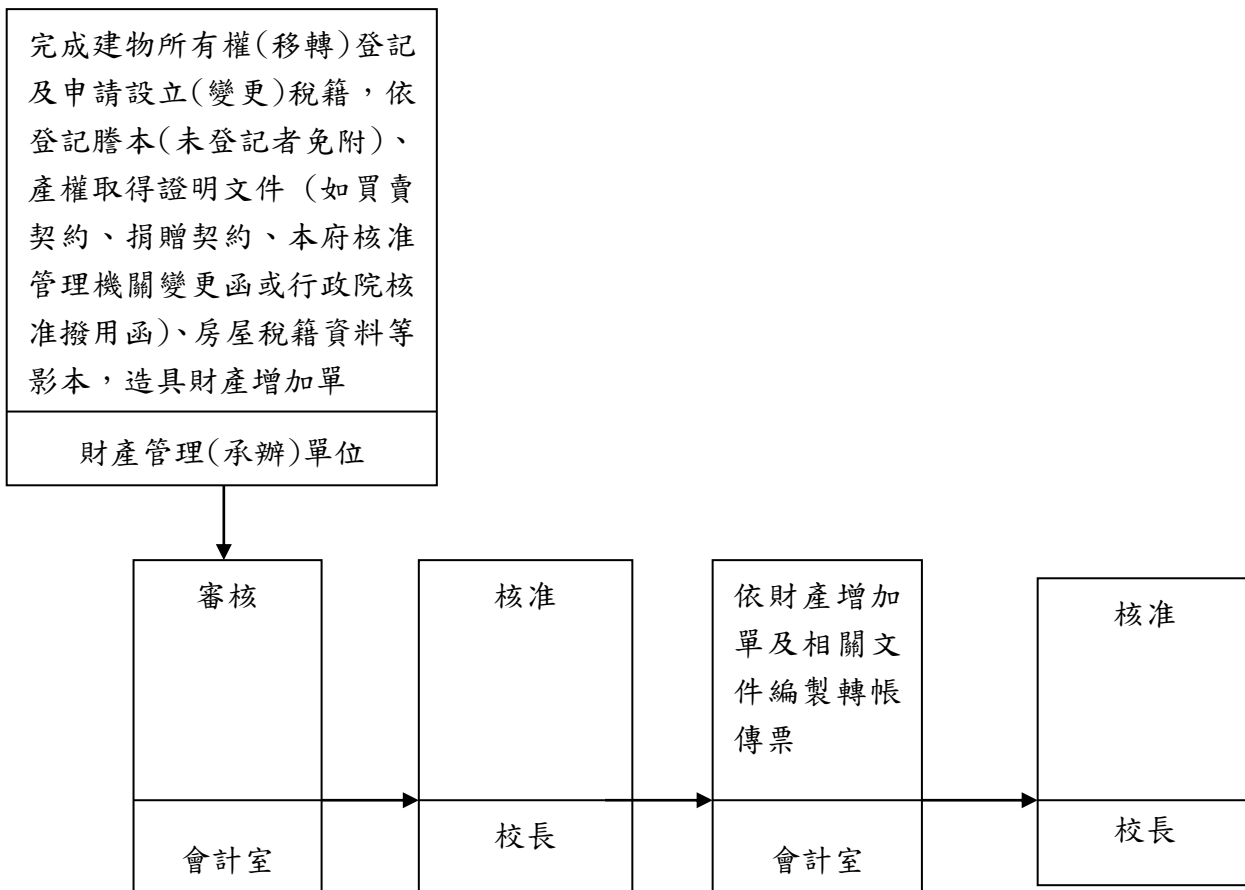 完成建物所有權(移轉)登記
及申請設立(變更)稅籍，依
登記謄本(未登記者免附)、
產權取得證明文件（如買賣
契約、捐贈契約、本府核准
管理機關變更函或行政院核
准撥用函)、房屋稅籍資料等
影本，造具財產增加單
財產管理(承辦)單位
審核
會計室
核准
校長
依財產增加
單及相關文
件編製轉帳
傳票
會計室
核准
校長